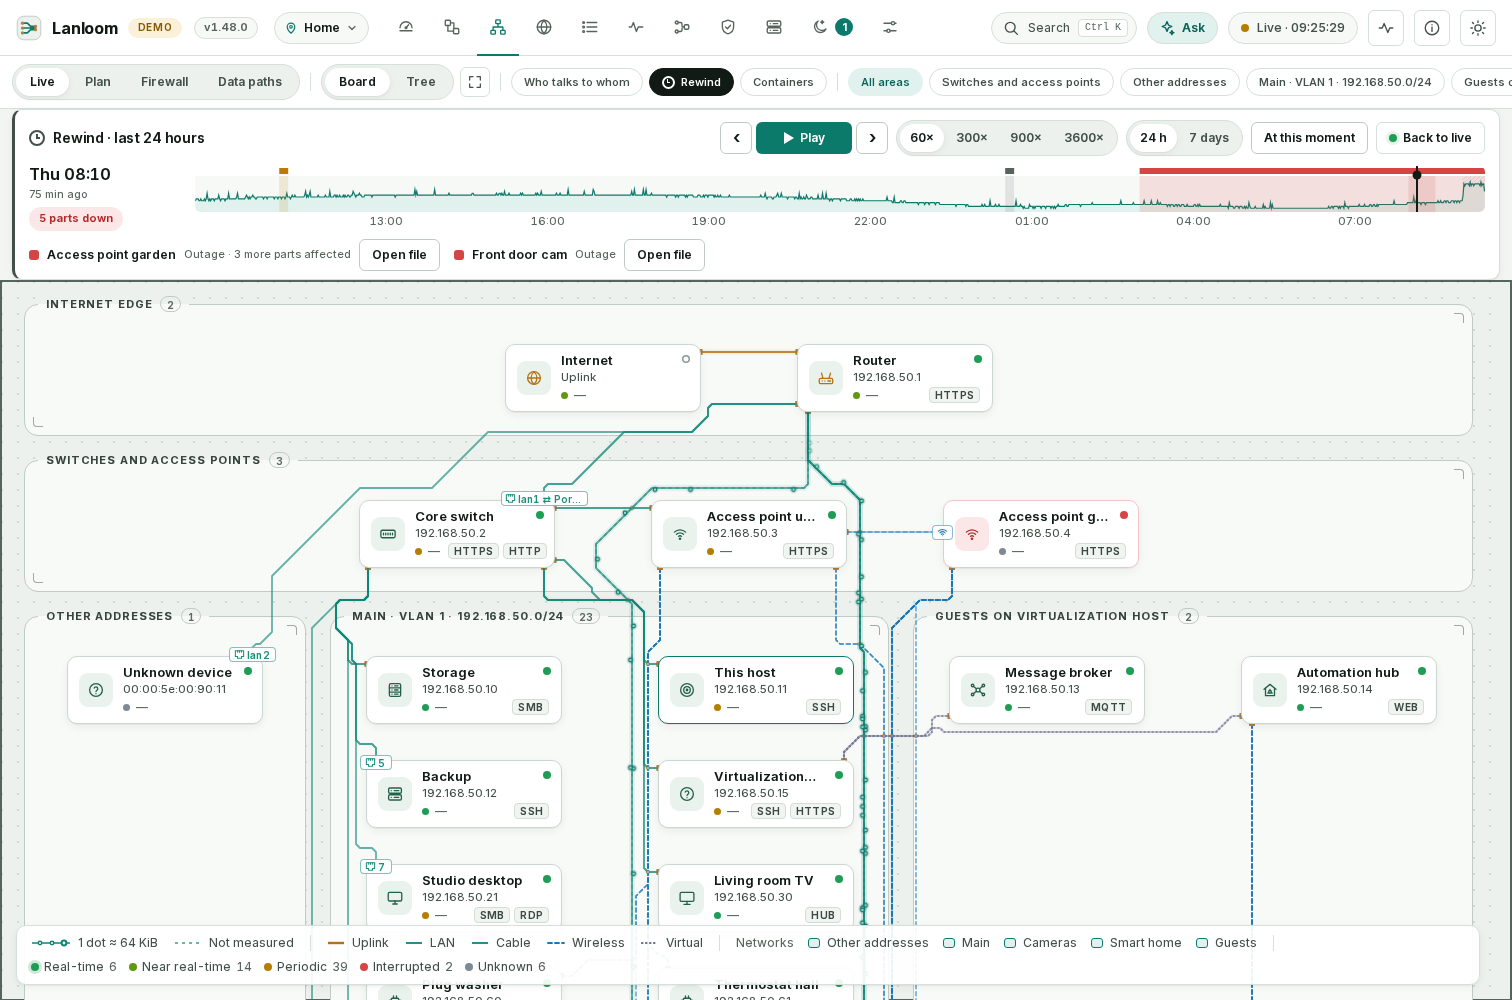 Lanloom DEMO v1.48.0 Home 1 Search Ctrl K Ask Live · 09:25:29
Live Plan Firewall Data paths Board Tree Who talks to whom Rewind Containers All areas Switches and access points Other addresses Main · VLAN 1 · 192.168.50.0/24 Guests
Rewind · last 24 hours Play 60× 300× 900× 3600× 24 h 7 days At this moment Back to live
Thu 08:10
75 min ago
5 parts down
13:00 16:00 19:00 22:00 01:00 04:00 07:00
Access point garden Outage · 3 more parts affected Open file Front door cam Outage Open file
INTERNET EDGE 2
Internet
Uplink
—
Router
192.168.50.1
— HTTPS
SWITCHES AND ACCESS POINTS 3
lan1 ⇄ Por...
Core switch
192.168.50.2
— HTTPS HTTP
Access point u...
192.168.50.3
— HTTPS
Access point g...
192.168.50.4
— HTTPS
OTHER ADDRESSES 1
MAIN · VLAN 1 · 192.168.50.0/24 23
GUESTS ON VIRTUALIZATION HOST 2
lan2
Unknown device
00:00:5e:00:90:11
—
Storage
192.168.50.10
— SMB
This host
192.168.50.11
— SSH
Message broker
192.168.50.13
— MQTT
Automation hub
192.168.50.14
— WEB
5
Backup
192.168.50.12
— SSH
Virtualization...
192.168.50.15
— SSH HTTPS
7
Studio desktop
192.168.50.21
— SMB RDP
Living room TV
192.168.50.30
— HUB
1 dot ≈ 64 KiB Not measured Uplink LAN Cable Wireless Virtual Networks Other addresses Main Cameras Smart home Guests
Real-time 6 Near real-time 14 Periodic 39 Interrupted 2 Unknown 6
Plug washer
Thermostat hall